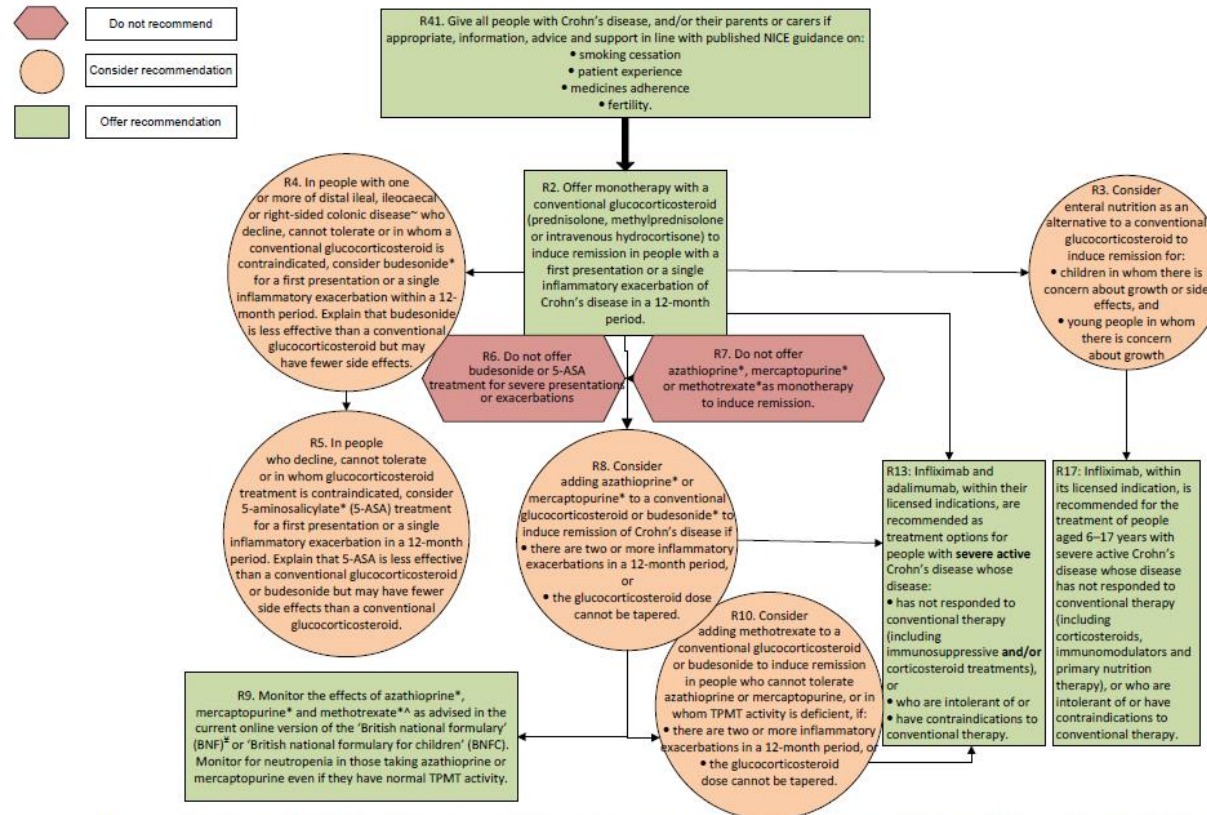 Do not recommend
Consider recommendation
Offer recommendation
R41. Give all people with Crohn's disease, and/or their parents or carers if
appropriate, information, advice and support in line with published NICE guidance on:
• smoking cessation
• patient experience
• medicines adherence
• fertility.
R4. In people with one
or more of distal ileal, ileocaecal
or right-sided colonic disease~ who
decline, cannot tolerate or in whom a
conventional glucocorticosteroid is
contraindicated, consider budesonide*
for a first presentation or a single
inflammatory exacerbation within a 12-
month period. Explain that budesonide
is less effective than a conventional
glucocorticosteroid but may
have fewer side effects.
R2. Offer monotherapy with a
conventional glucocorticosteroid
(prednisolone, methylprednisolone
or intravenous hydrocortisone) to
induce remission in people with a
first presentation or a single
inflammatory exacerbation of
Crohn's disease in a 12-month
period.
R3. Consider
enteral nutrition as an
alternative to a conventional
glucocorticosteroid to
induce remission for:
• children in whom there is
concern about growth or side
effects, and
• young people in whom
there is concern
about growth
R6. Do not offer
budesonide or 5-ASA
treatment for severe presentations
or exacerbations
R7. Do not offer
azathioprine*, mercaptopurine*
or methotrexate*as monotherapy
to induce remission.
R5. In people
who decline, cannot tolerate
or in whom glucocorticosteroid
treatment is contraindicated, consider
5-aminosalicylate* (5-ASA) treatment
for a first presentation or a single
inflammatory exacerbation in a 12-month
period. Explain that 5-ASA is less effective
than a conventional glucocorticosteroid
or budesonide but may have fewer
side effects than a conventional
glucocorticosteroid.
R8. Consider
adding azathioprine* or
or mercaptopurine* to a conventional
glucocorticosteroid or budesonide* to
induce remission of Crohn's disease if
• there are two or more inflammatory
exacerbations in a 12-month period,
or
• the glucocorticosteroid dose
cannot be tapered.
R13: Infliximab and
adalimumab, within their
licensed indications, are
recommended as
treatment options for
people with severe active
Crohn's disease whose
disease:
• has not responded to
conventional therapy
(including
immunosuppressive and/or
corticosteroid treatments),
or
• who are intolerant of or
• have contraindications to
conventional therapy.
R17: Infliximab, within
its licensed indication, is
recommended for the
treatment of people
aged 6–17 years with
severe active Crohn's
disease whose disease
has not responded to
conventional therapy
(including
corticosteroids,
immunomodulators and
primary nutrition
therapy), or who are
intolerant of or have
contraindications to
conventional therapy.
R10. Consider
adding methotrexate to a
conventional glucocorticosteroid
or budesonide to induce remission
in people who cannot tolerate
azathioprine or mercaptopurine, or in
whom TPMT activity is deficient, if:
• there are two or more inflammatory
exacerbations in a 12-month period, or
• the glucocorticosteroid
dose cannot be tapered.
R9. Monitor the effects of azathioprine*,
mercaptopurine* and methotrexate*^ as advised in the
current online version of the 'British national formulary'
(BNF)¥ or 'British national formulary for children' (BNFC).
Monitor for neutropenia in those taking azathioprine or
mercaptopurine even if they have normal TPMT activity.